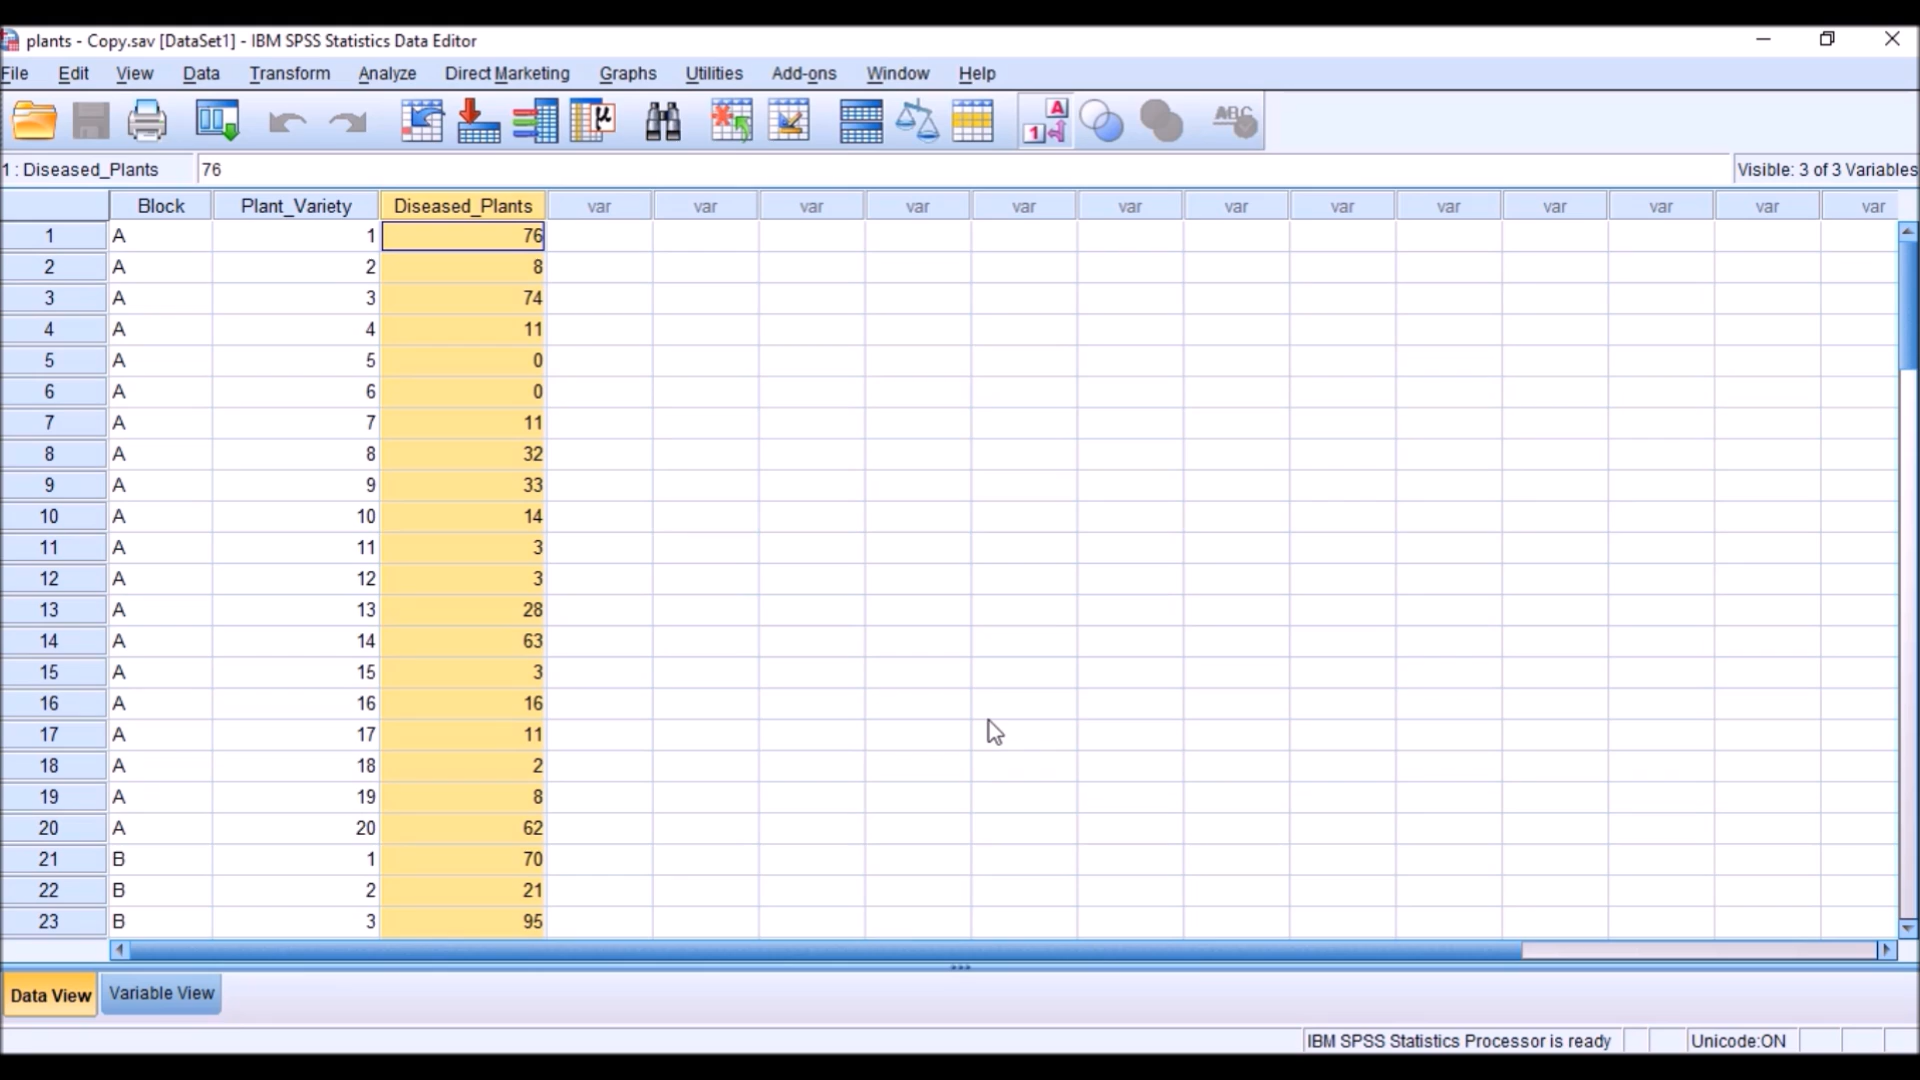 plants - Copy.sav [DataSet1] - IBM SPSS Statistics Data Editor
File Edit View Data Transform Analyze Direct Marketing Graphs Utilities Add-ons Window Help
1 : Diseased_Plants 76 Visible: 3 of 3 Variables
Block Plant_Variety Diseased_Plants var var var var var var var var var var var var var
1 A 1 76
2 A 2 8
3 A 3 74
4 A 4 11
5 A 5 0
6 A 6 0
7 A 7 11
8 A 8 32
9 A 9 33
10 A 10 14
11 A 11 3
12 A 12 3
13 A 13 28
14 A 14 63
15 A 15 3
16 A 16 16
17 A 17 11
18 A 18 2
19 A 19 8
20 A 20 62
21 B 1 70
22 B 2 21
23 B 3 95
Data View Variable View
IBM SPSS Statistics Processor is ready Unicode:ON